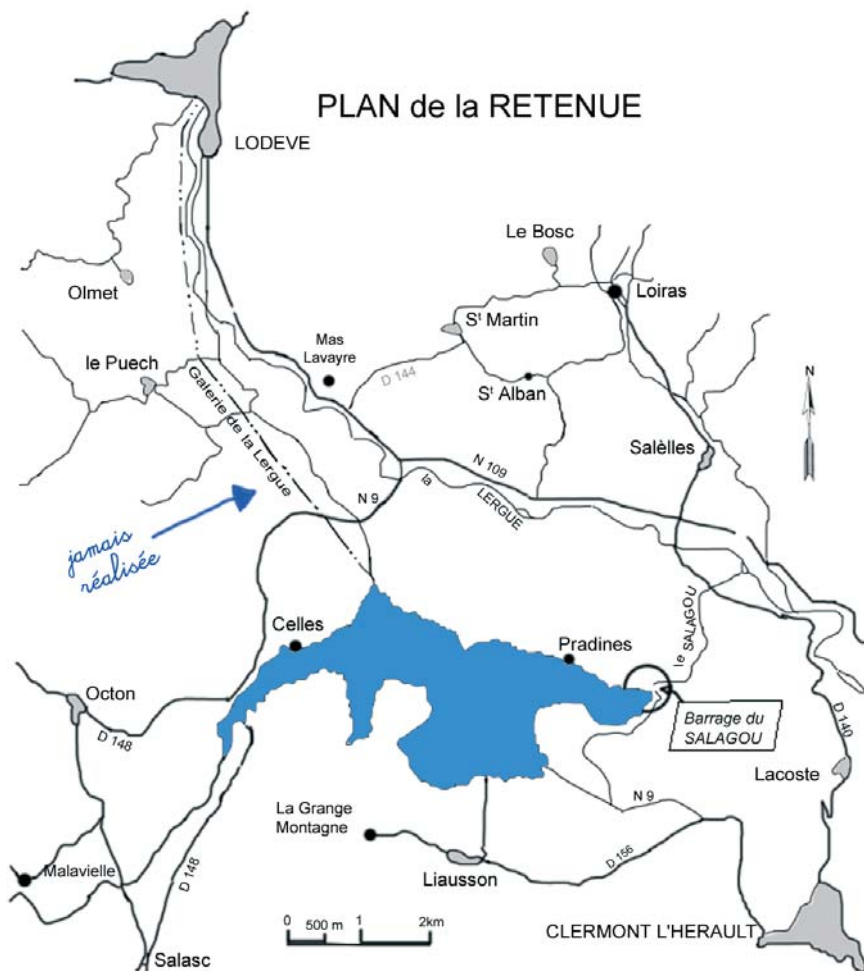 PLAN de la RETENUE
LODEVE
Le Bosc
Olmet
Loiras
Sᵗ Martin
Mas
Lavayre
le Puech
D 144
Sᵗ Alban
N
Galerie de la Lergue
Salèlles
N 109
la
LERGUE
N 9
jamais
réalisée
Celles
Pradines
le SALAGOU
Octon
Barrage du
SALAGOU
D 148
D 140
Lacoste
La Grange
Montagne
N 9
D 148
D 156
Malavielle
Liausson
0 500 m 1 2km
CLERMONT L'HERAULT
Salasc